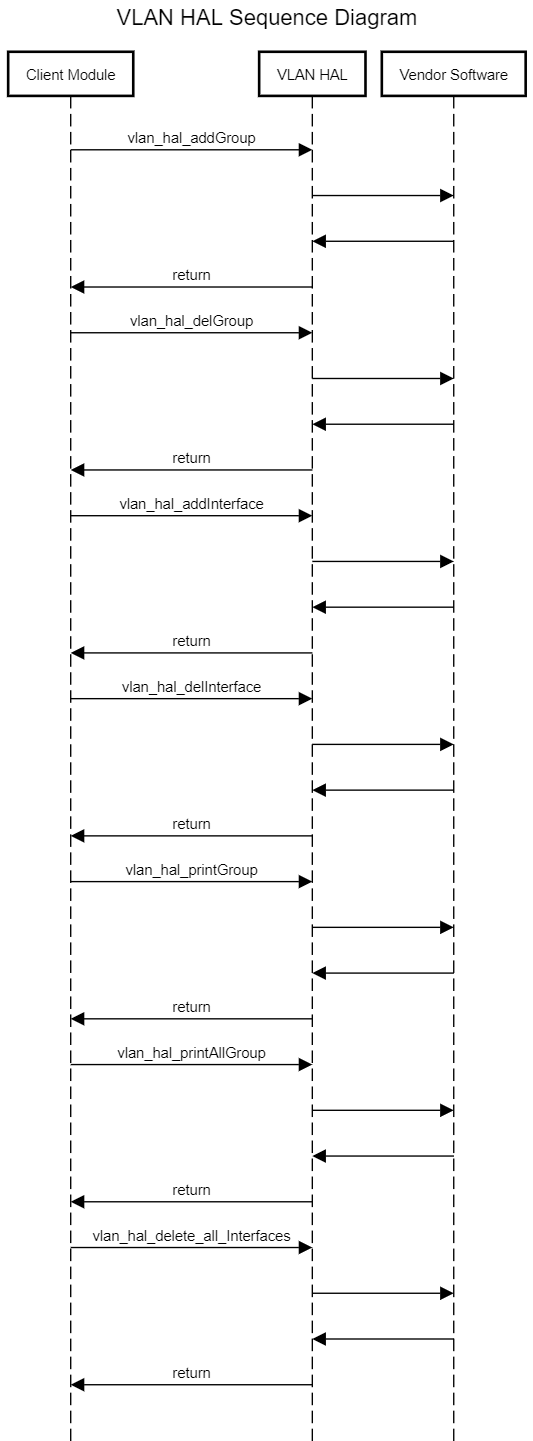 VLAN HAL Sequence Diagram
Client Module
VLAN HAL
Vendor Software
vlan_hal_addGroup
return
vlan_hal_delGroup
return
vlan_hal_addInterface
return
vlan_hal_delInterface
return
vlan_hal_printGroup
return
vlan_hal_printAllGroup
return
vlan_hal_delete_all_Interfaces
return